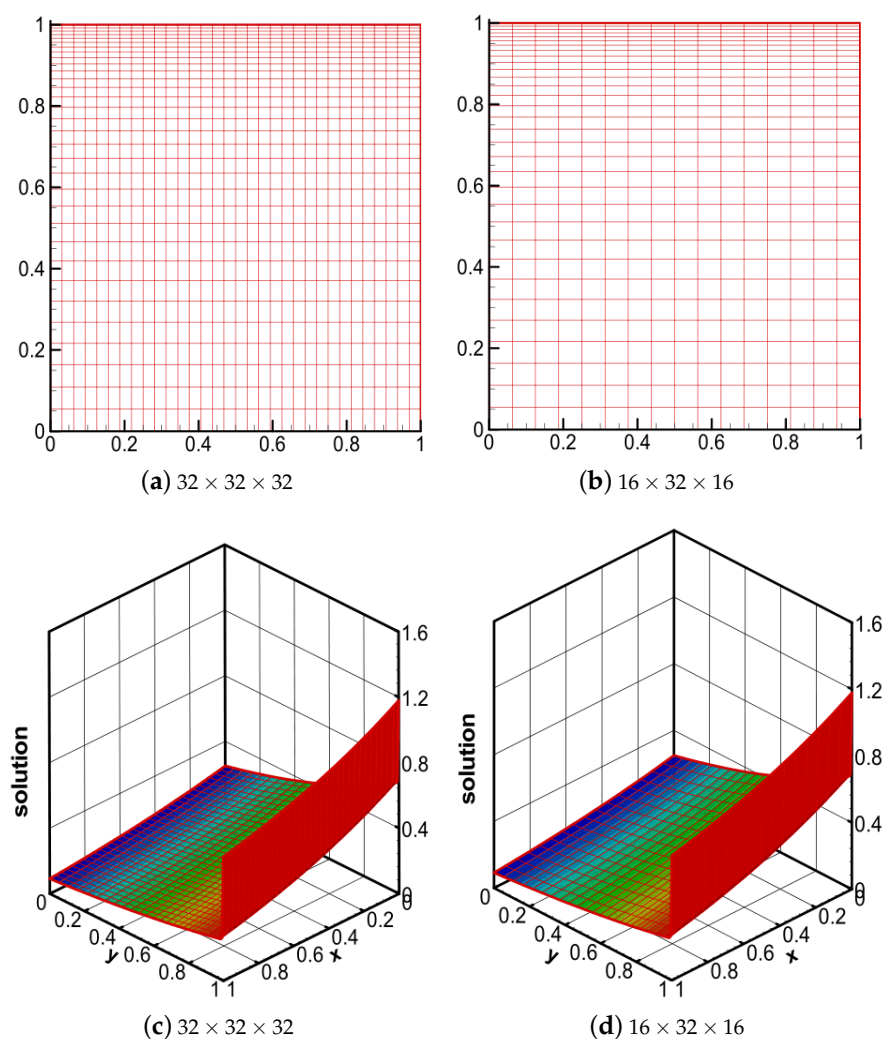 1 1
0.8 0.8
0.6 0.6
0.4 0.4
0.2 0.2
0 0
0 0.2 0.4 0.6 0.8 1 0 0.2 0.4 0.6 0.8 1
(a) 32 × 32 × 32 (b) 16 × 32 × 16
1.6 1.6
1.2 1.2
0.8 0.8
0.4 0.4
0 0
solution solution
0 0.2 0.4 0.6 0.8 1 0 0.2 0.4 0.6 0.8 1
y y
1 0.8 0.6 0.4 0.2 0 1 0.8 0.6 0.4 0.2 0
x x
(c) 32 × 32 × 32 (d) 16 × 32 × 16